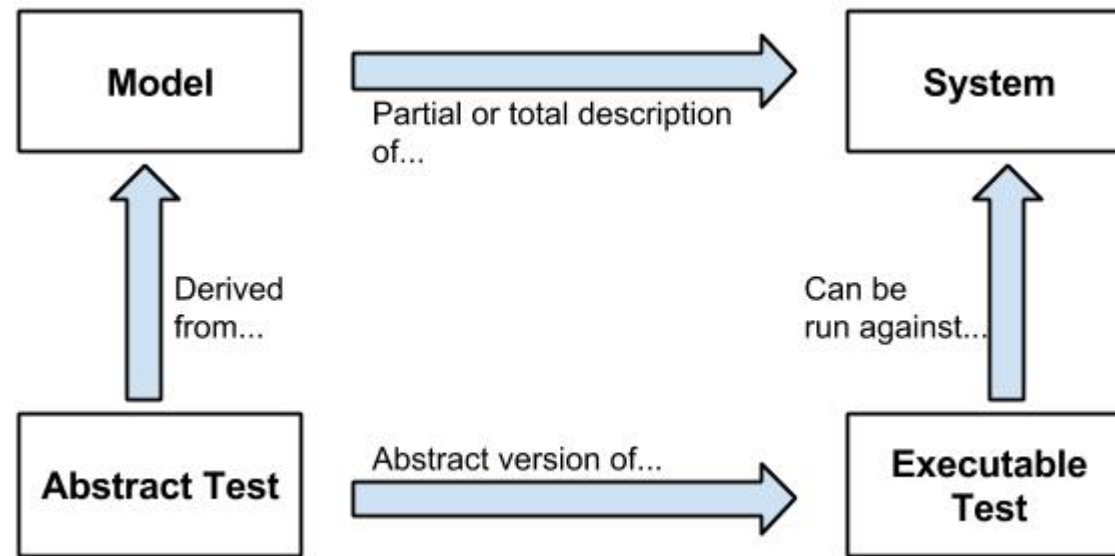 Model
System
Partial or total description
of...
Derived
from...
Can be
run against...
Abstract Test
Abstract version of...
Executable
Test